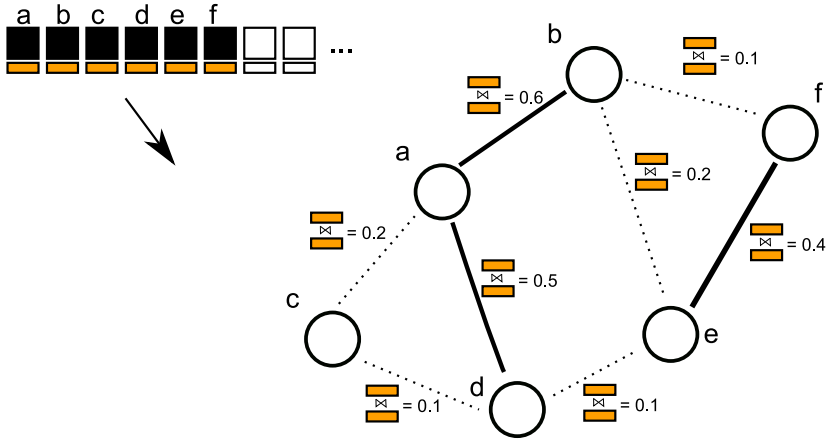 a b c d e f
...
b
⋈ = 0.1
f
⋈ = 0.6
a
⋈ = 0.2
⋈ = 0.2
⋈ = 0.4
⋈ = 0.5
c
e
d
⋈ = 0.1
⋈ = 0.1